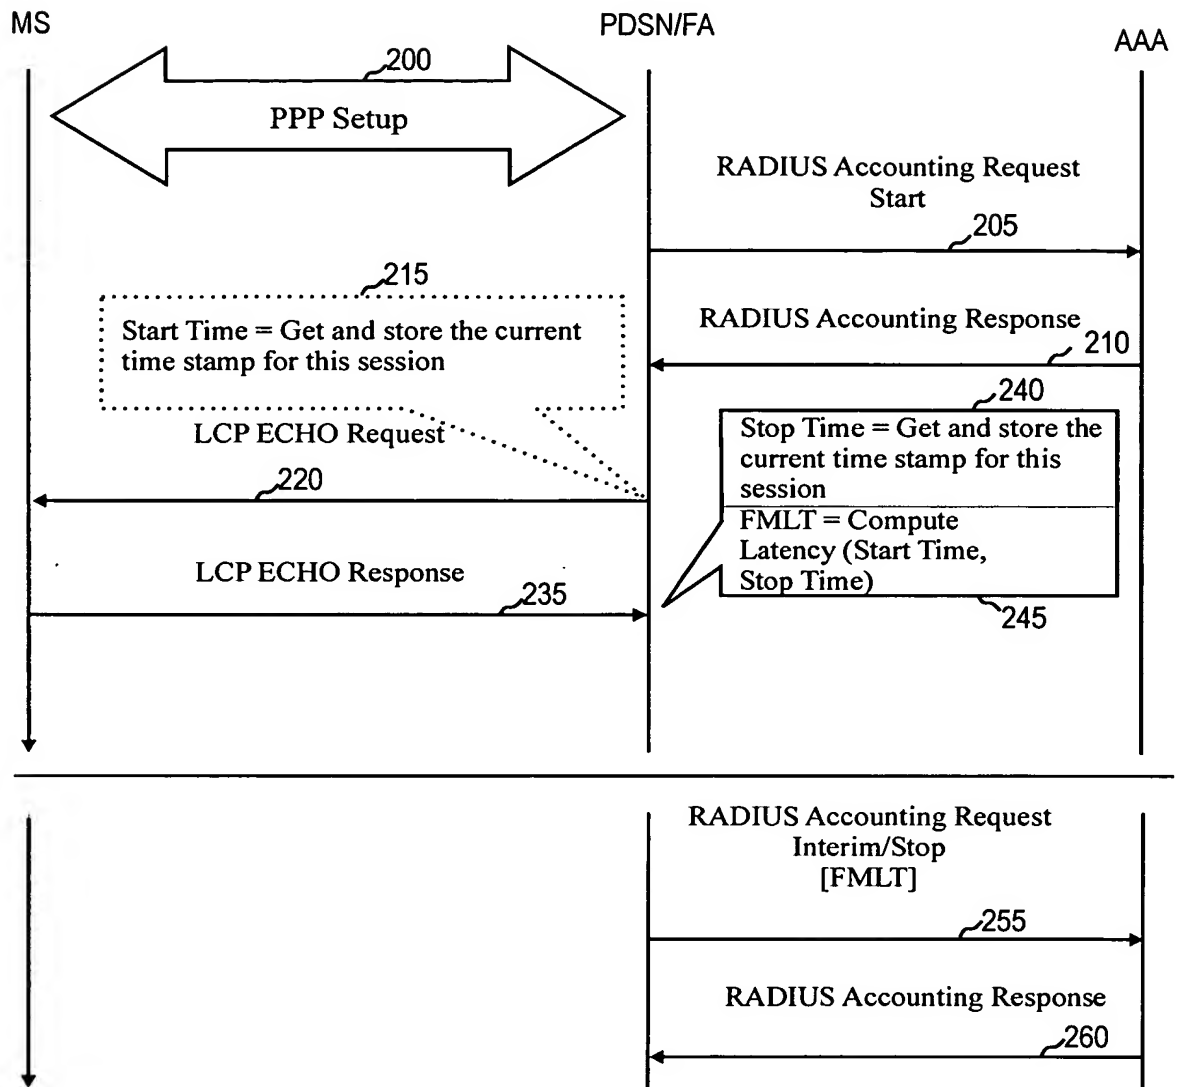 MS
PDSN/FA
AAA
200
PPP Setup
RADIUS Accounting Request
Start
205
215
Start Time = Get and store the current
time stamp for this session
RADIUS Accounting Response
210
240
Stop Time = Get and store the
current time stamp for this
session
FMLT = Compute
Latency (Start Time,
Stop Time)
245
LCP ECHO Request
220
LCP ECHO Response
235
RADIUS Accounting Request
Interim/Stop
[FMLT]
255
RADIUS Accounting Response
260